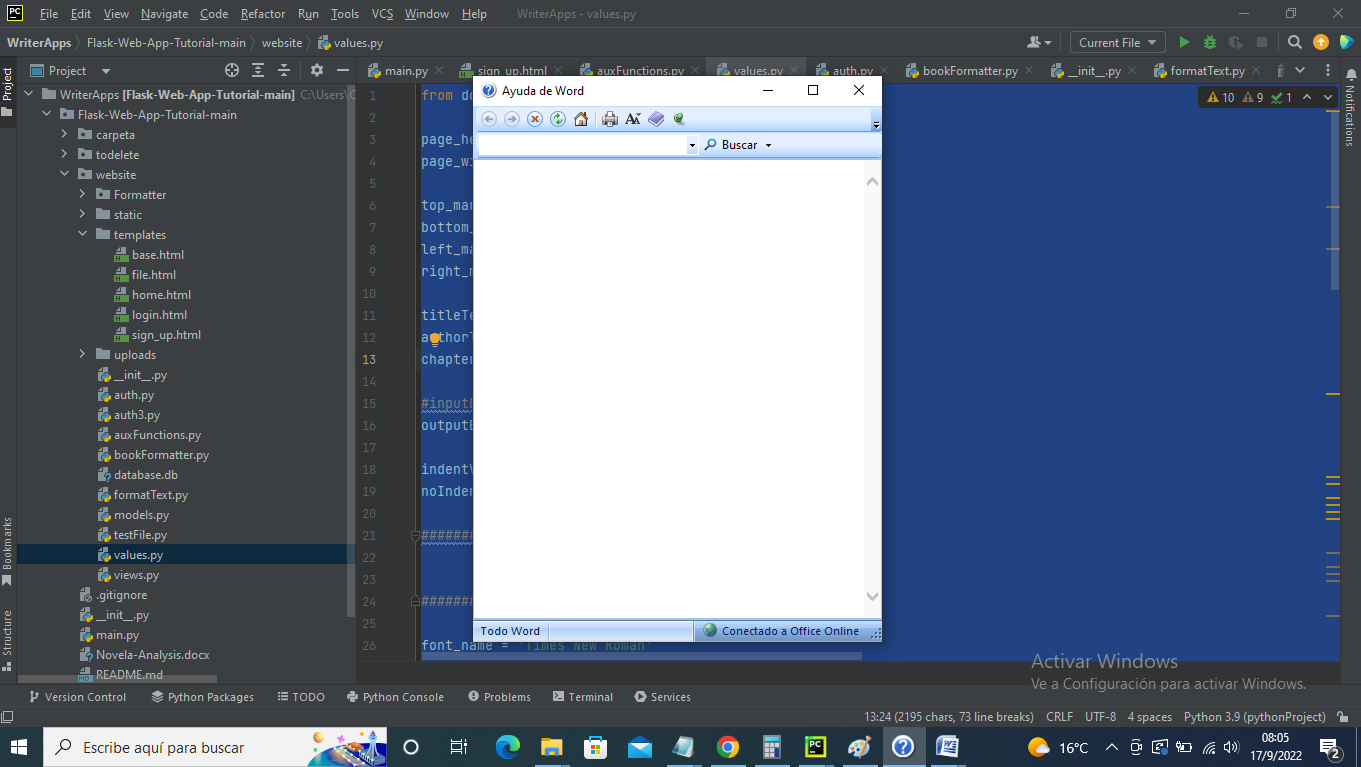 PC File Edit View Navigate Code Refactor Run Tools VCS Window Help WriterApps - values.py
WriterApps Flask-Web-App-Tutorial-main website values.py Current File
Project main.py sign_up.html auxFunctions.py values.py auth.py bookFormatter.py __init__.py formatText.py
Project
Notifications
Bookmarks
Structure
WriterApps [Flask-Web-App-Tutorial-main] C:\Users\C
Flask-Web-App-Tutorial-main
carpeta
todelete
website
Formatter
static
templates
base.html
file.html
home.html
login.html
sign_up.html
uploads
__init__.py
auth.py
auth3.py
auxFunctions.py
bookFormatter.py
database.db
formatText.py
models.py
testFile.py
values.py
views.py
.gitignore
__init__.py
main.py
Novela-Analysis.docx
README.md
10 9 1
1 from do
2
3 page_he
4 page_wi
5
6 top_mar
7 bottom_
8 left_ma
9 right_m
10
11 titleTe
12 authorT
13 chapter
14
15 #inputB
16 outputB
17
18 indentV
19 noInden
20
21 #######
22
23
24 #######
25
26 font_name = 'Times New Roman'
Ayuda de Word
Buscar
Todo Word Conectado a Office Online
Activar Windows
Ve a Configuración para activar Windows.
Version Control Python Packages TODO Python Console Problems Terminal Services
13:24 (2195 chars, 73 line breaks) CRLF UTF-8 4 spaces Python 3.9 (pythonProject)
Escribe aquí para buscar
16°C
08:05
17/9/2022
2